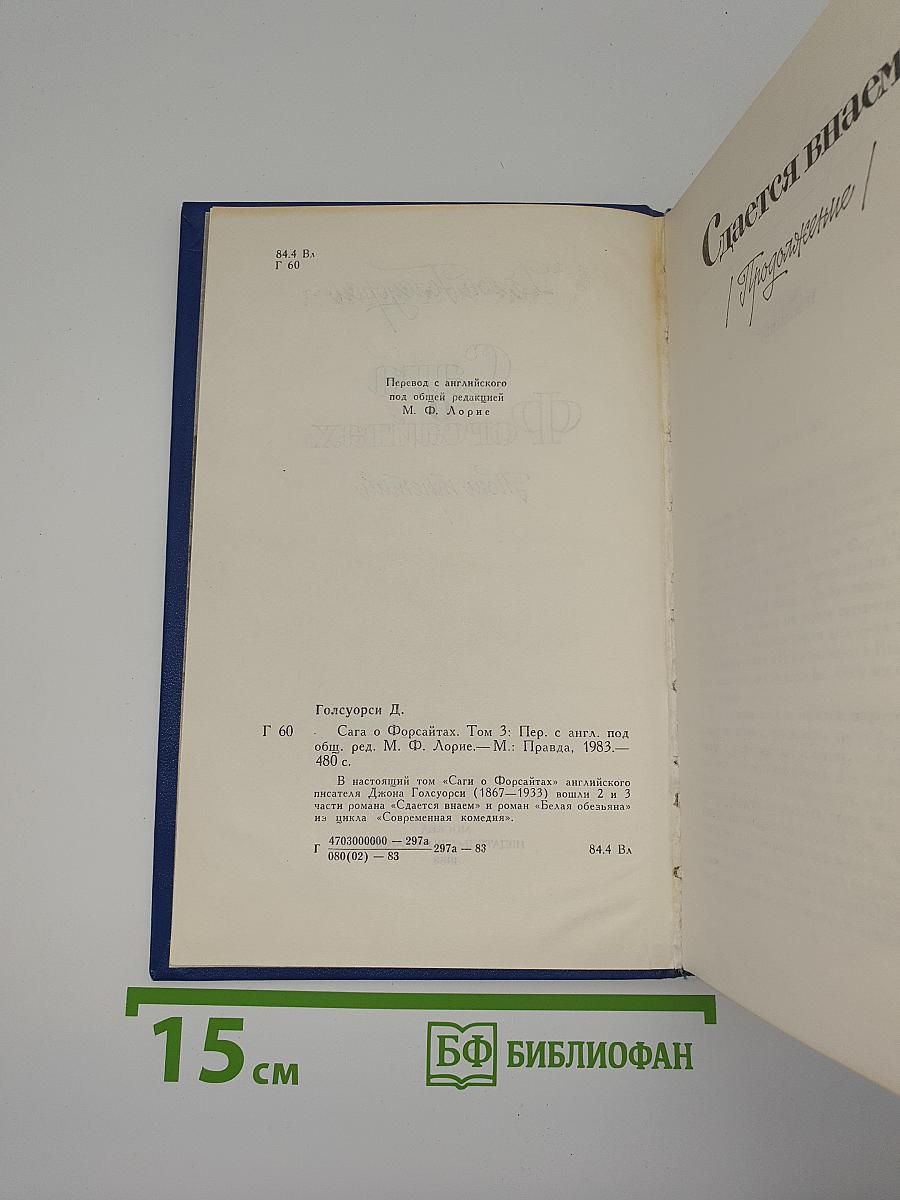 84.4 Вл
Г 60
Перевод с английского
под общей редакцией
М. Ф. Лорие
Голсуорси Д.
Г 60 Сага о Форсайтах. Том 3: Пер. с англ. под
общ. ред. М. Ф. Лорие.— М.: Правда, 1983.—
480 с.
В настоящий том «Саги о Форсайтах» английского
писателя Джона Голсуорси (1867—1933) вошли 2 и 3
части романа «Сдается внаем» и роман «Белая обезьяна»
из цикла «Современная комедия».
Г 4703000000 — 297а
080(02) — 83 297а — 83 84.4 Вл
Сдается внаем
/Продолжение/
15 см
БФ БИБЛИОФАН